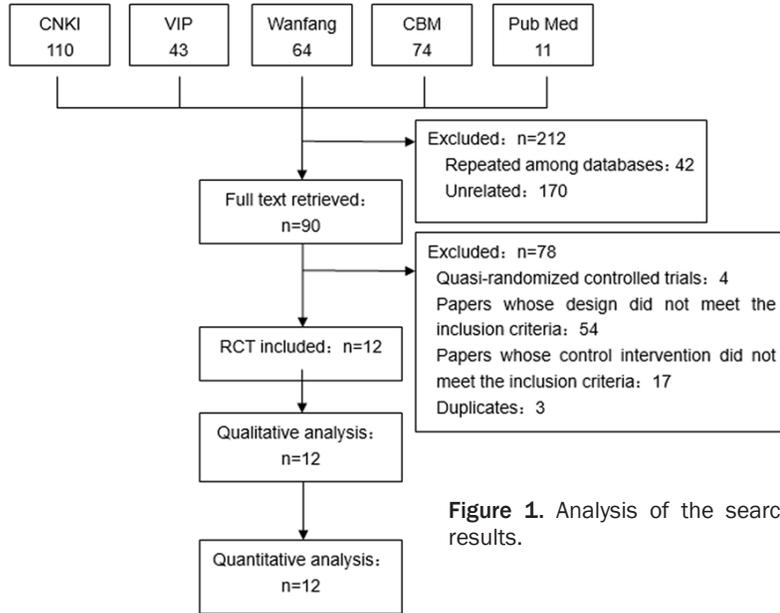 CNKI
110
VIP
43
Wanfang
64
CBM
74
Pub Med
11
Excluded：n=212
Repeated among databases：42
Unrelated：170
Full text retrieved：
n=90
Excluded：n=78
Quasi-randomized controlled trials：4
Papers whose design did not meet the
inclusion criteria：54
Papers whose control intervention did not
meet the inclusion criteria：17
Duplicates：3
RCT included：n=12
Qualitative analysis：
n=12
Quantitative analysis：
n=12
Figure 1. Analysis of the searc
results.